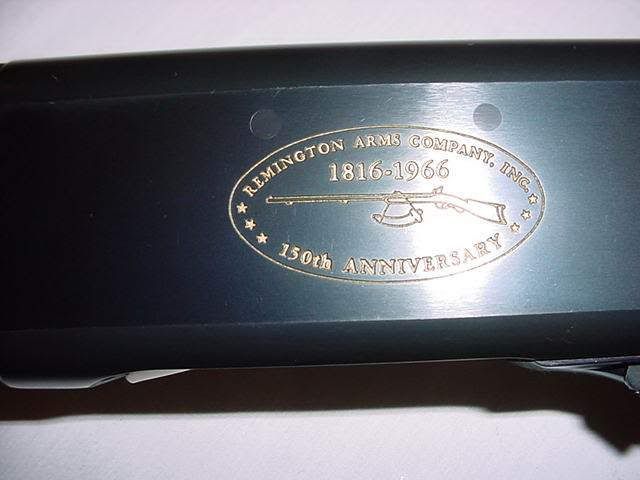 REMINGTON ARMS COMPANY, INC.
1816-1966
150th ANNIVERSARY